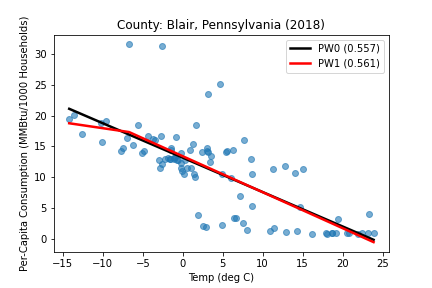 County: Blair, Pennsylvania (2018)
PW0 (0.557)
PW1 (0.561)
Per-Capita Consumption (MMBtu/1000 Households)
30
25
20
15
10
5
0
−15 −10 −5 0 5 10 15 20 25
Temp (deg C)